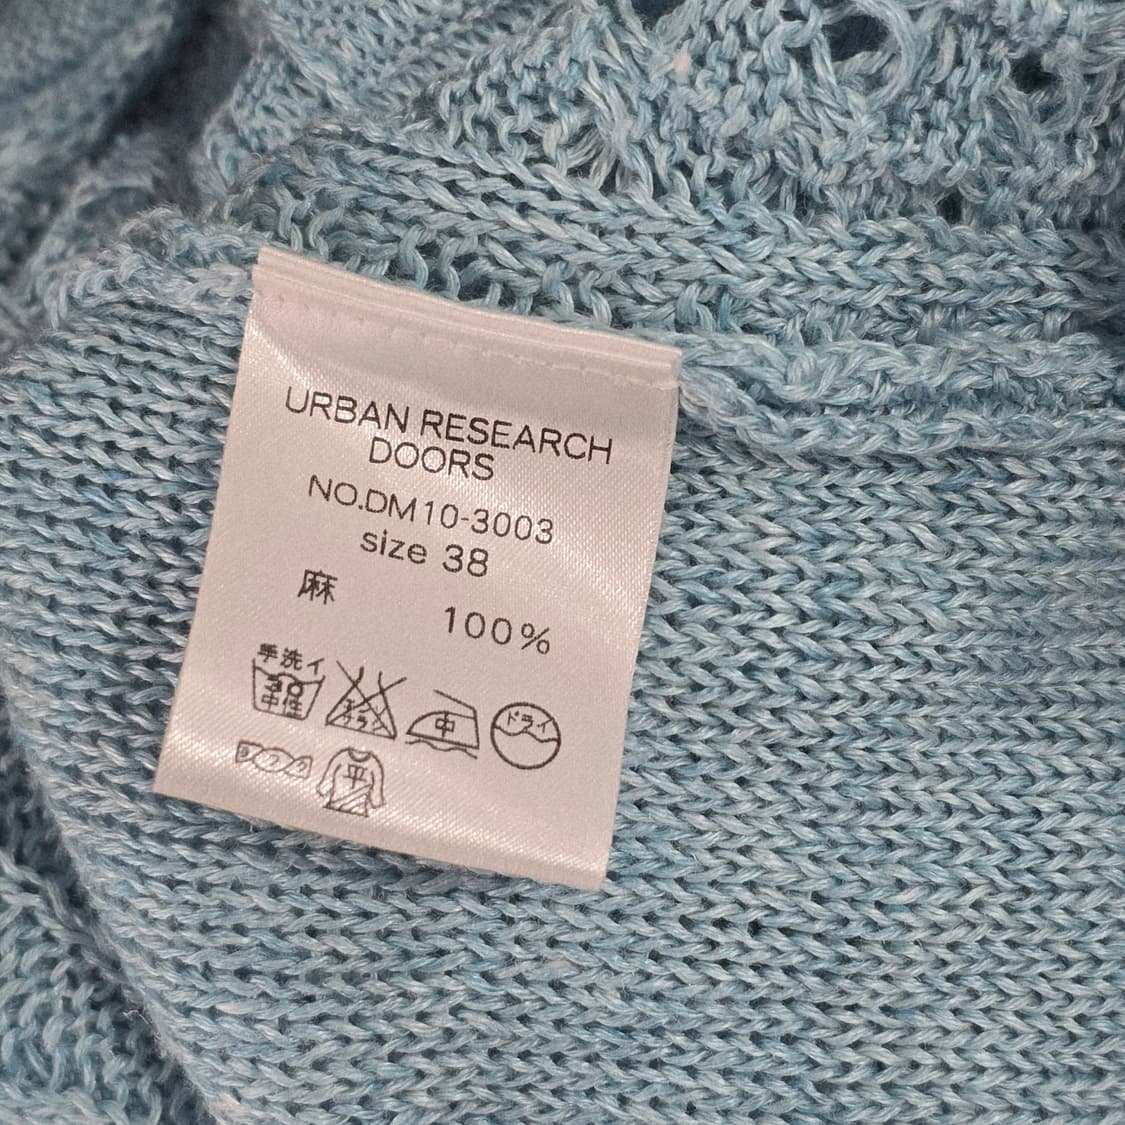 URBAN RESEARCH
DOORS
NO.DM10-3003
size 38
麻 100%
手洗イ
30
中性
中
ドライ
平